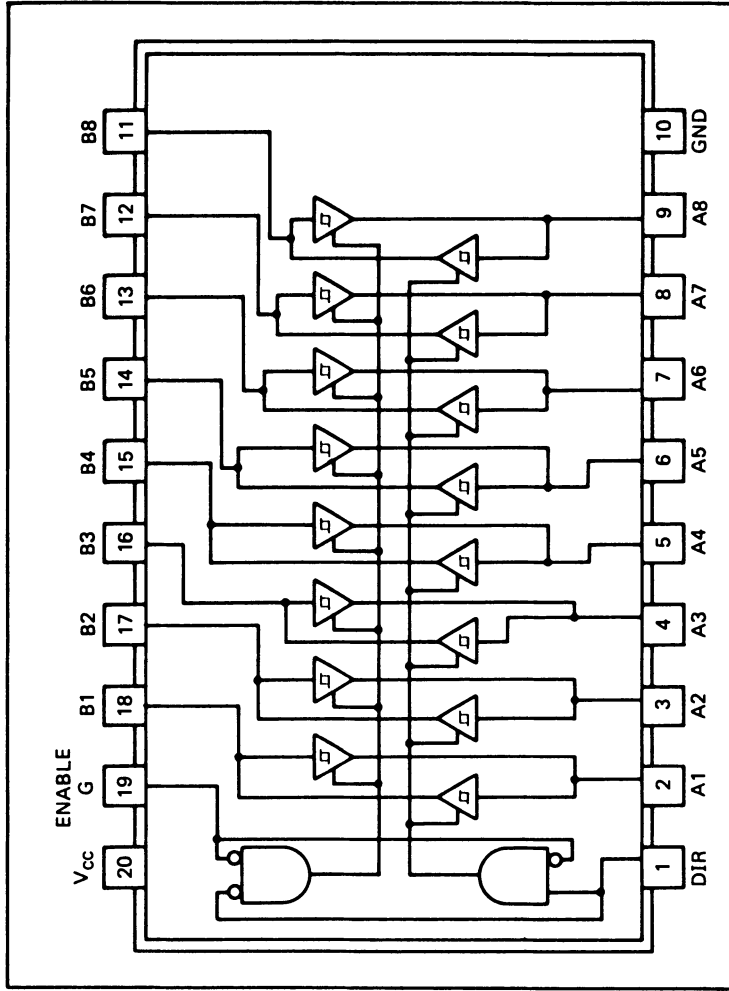 ENABLE
Vcc G B1 B2 B3 B4 B5 B6 B7 B8
20 19 18 17 16 15 14 13 12 11
1 2 3 4 5 6 7 8 9 10
DIR A1 A2 A3 A4 A5 A6 A7 A8 GND